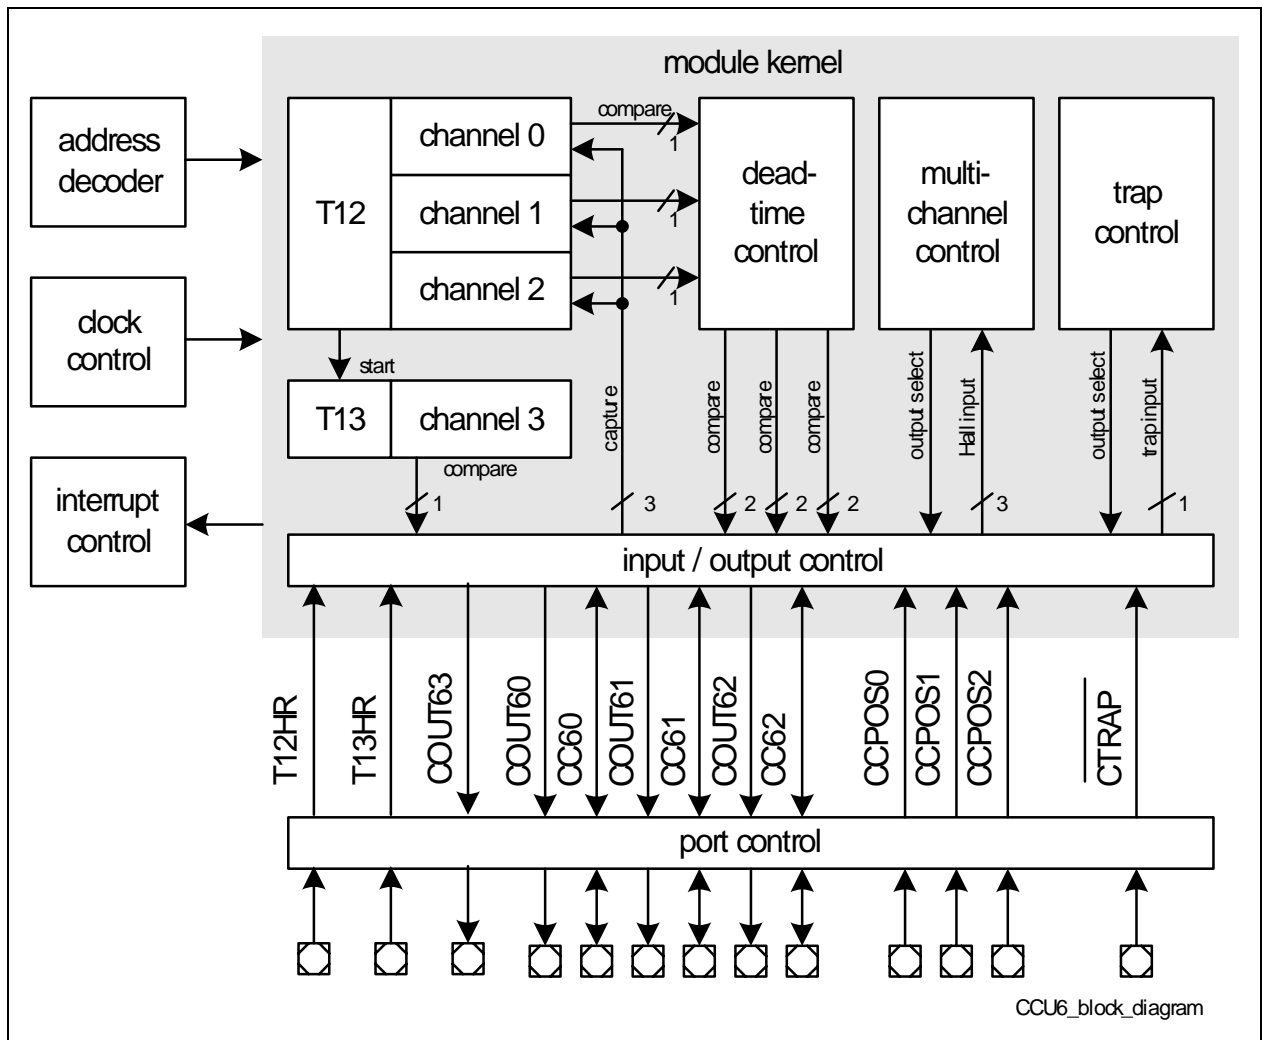 module kernel
address
decoder
clock
control
interrupt
control
T12
channel 0
channel 1
channel 2
compare
1
1
1
dead-
time
control
multi-
channel
control
trap
control
start
T13
channel 3
compare
1
capture
3
compare
2
compare
2
compare
2
output select
Hall input
3
output select
trap input
1
input / output control
T12HR
T13HR
COUT63
COUT60
CC60
COUT61
CC61
COUT62
CC62
CCPOS0
CCPOS1
CCPOS2
CTRAP
port control
CCU6_block_diagram